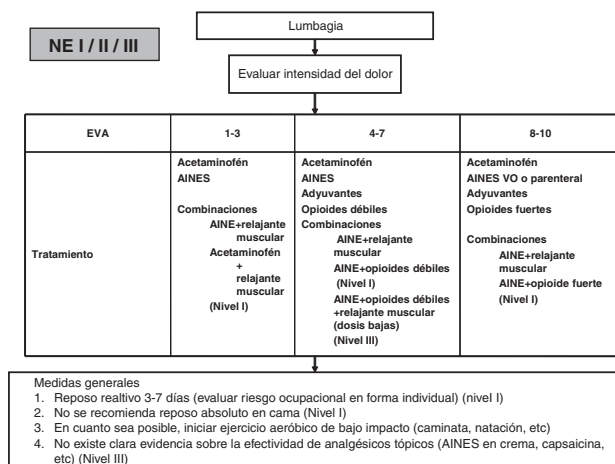 NE I / II / III
Lumbagia
Evaluar intensidad del dolor
EVA
1-3
4-7
8-10
Tratamiento
Acetaminofén
AINES
Combinaciones
AINE+relajante
muscular
Acetaminofén
+
relajante
muscular
(Nivel I)
Acetaminofén
AINES
Adyuvantes
Opioides débiles
Combinaciones
AINE+relajante
muscular
AINE+opioides débiles
(Nivel I)
AINE+opioides débiles
+relajante muscular
(dosis bajas)
(Nivel III)
Acetaminofén
AINES VO o parenteral
Adyuvantes
Opioides fuertes
Combinaciones
AINE+relajante
muscular
AINE+opioide fuerte
(Nivel I)
Medidas generales
1. Reposo realtivo 3-7 días (evaluar riesgo ocupacional en forma individual) (nivel I)
2. No se recomienda reposo absoluto en cama (Nivel I)
3. En cuanto sea posible, iniciar ejercicio aeróbico de bajo impacto (caminata, natación, etc)
4. No existe clara evidencia sobre la efectividad de analgésicos tópicos (AINES en crema, capsaicina,
etc) (Nivel III)